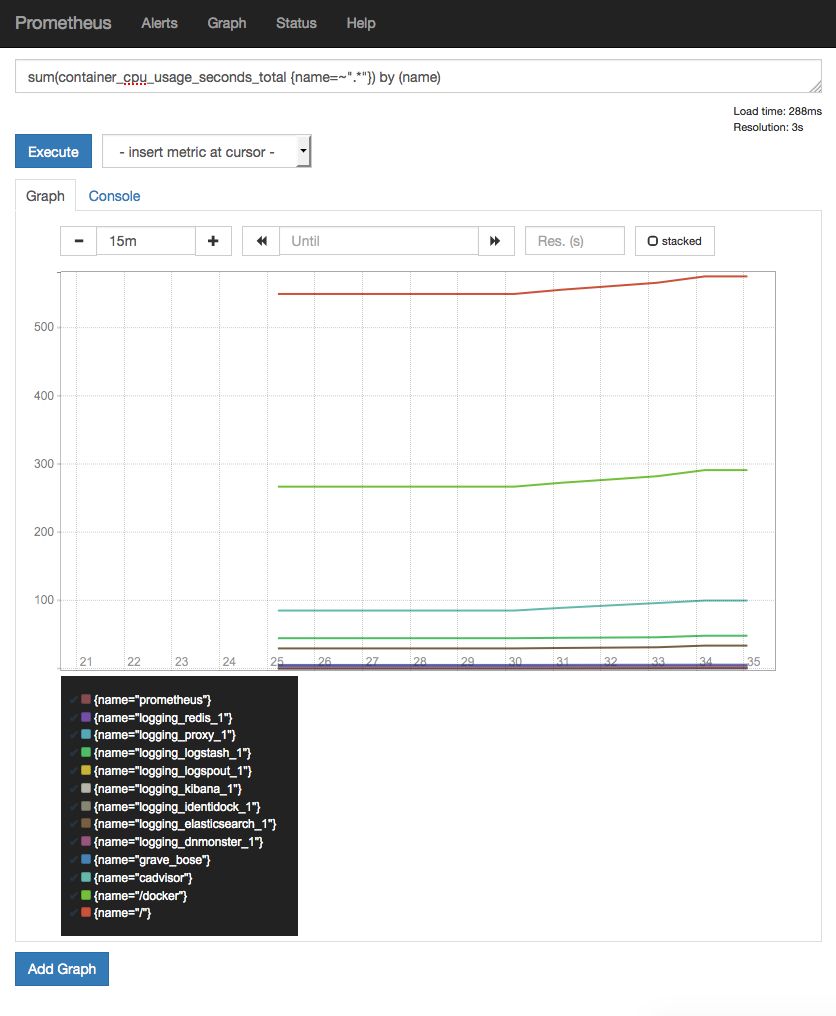 Prometheus Alerts Graph Status Help
sum(container_cpu_usage_seconds_total {name=~".*"}) by (name)
Load time: 288ms
Resolution: 3s
Execute - insert metric at cursor -
Graph Console
15m Until Res. (s) stacked
500
400
300
200
100
21 22 23 24 25 26 27 28 29 30 31 32 33 34 35
{name="prometheus"}
{name="logging_redis_1"}
{name="logging_proxy_1"}
{name="logging_logstash_1"}
{name="logging_logspout_1"}
{name="logging_kibana_1"}
{name="logging_identidock_1"}
{name="logging_elasticsearch_1"}
{name="logging_dnmonster_1"}
{name="grave_bose"}
{name="cadvisor"}
{name="/docker"}
{name="/"}
Add Graph